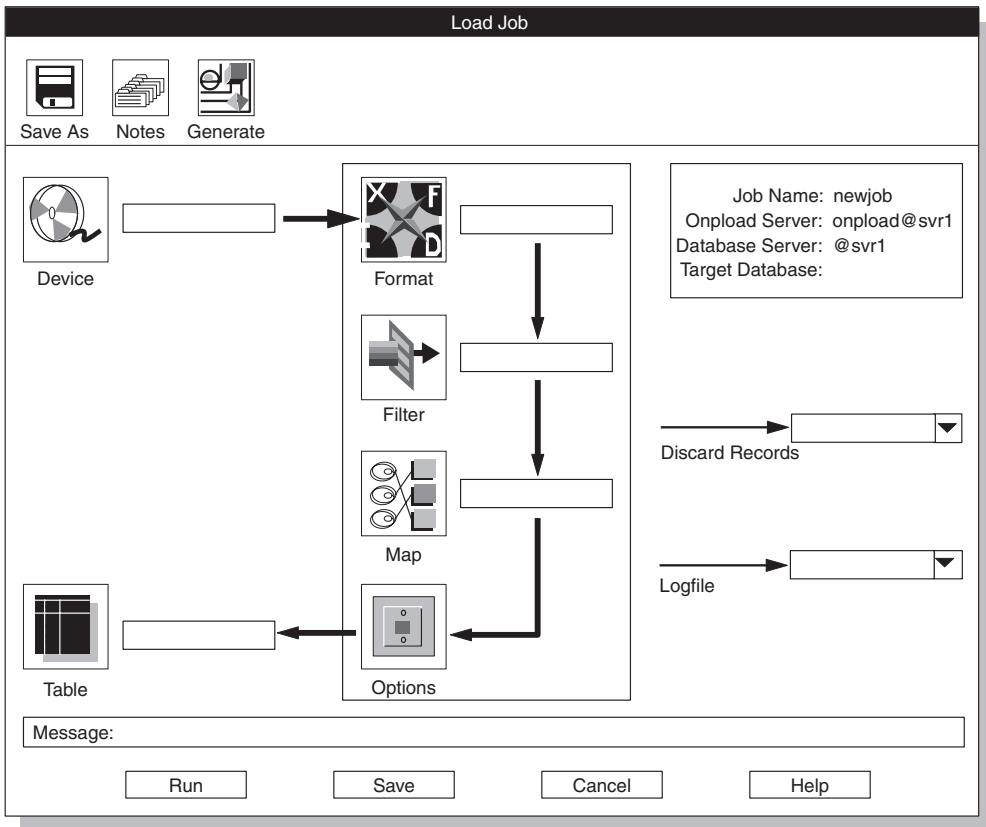 Load Job
Save As
Notes
Generate
Device
X F
I D
Format
Job Name: newjob
Onpload Server: onpload@svr1
Database Server: @svr1
Target Database:
Filter
Discard Records
Map
Logfile
Table
Options
Message:
Run
Save
Cancel
Help